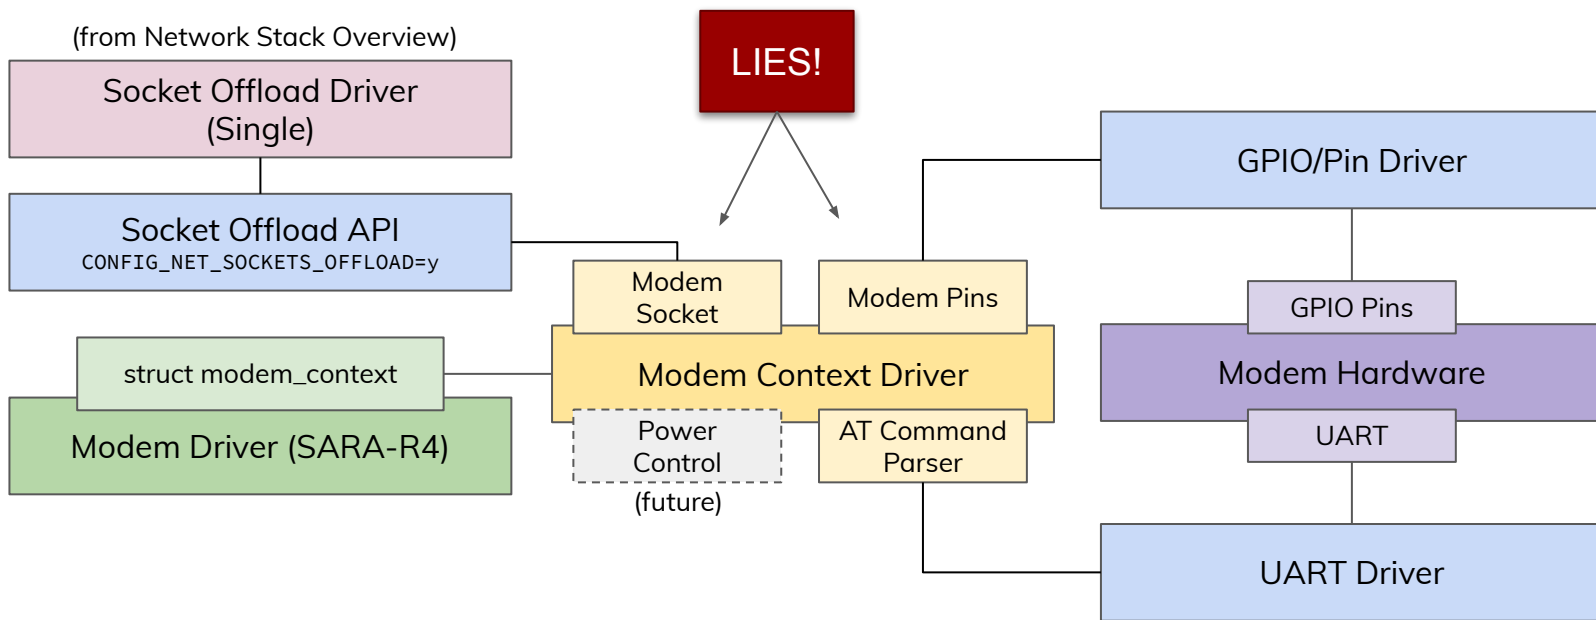 (from Network Stack Overview)
Socket Offload Driver
(Single)
Socket Offload API
CONFIG_NET_SOCKETS_OFFLOAD=y
struct modem_context
Modem Driver (SARA-R4)
LIES!
Modem
Socket
Modem Pins
Modem Context Driver
Power
Control
(future)
AT Command
Parser
GPIO/Pin Driver
GPIO Pins
Modem Hardware
UART
UART Driver